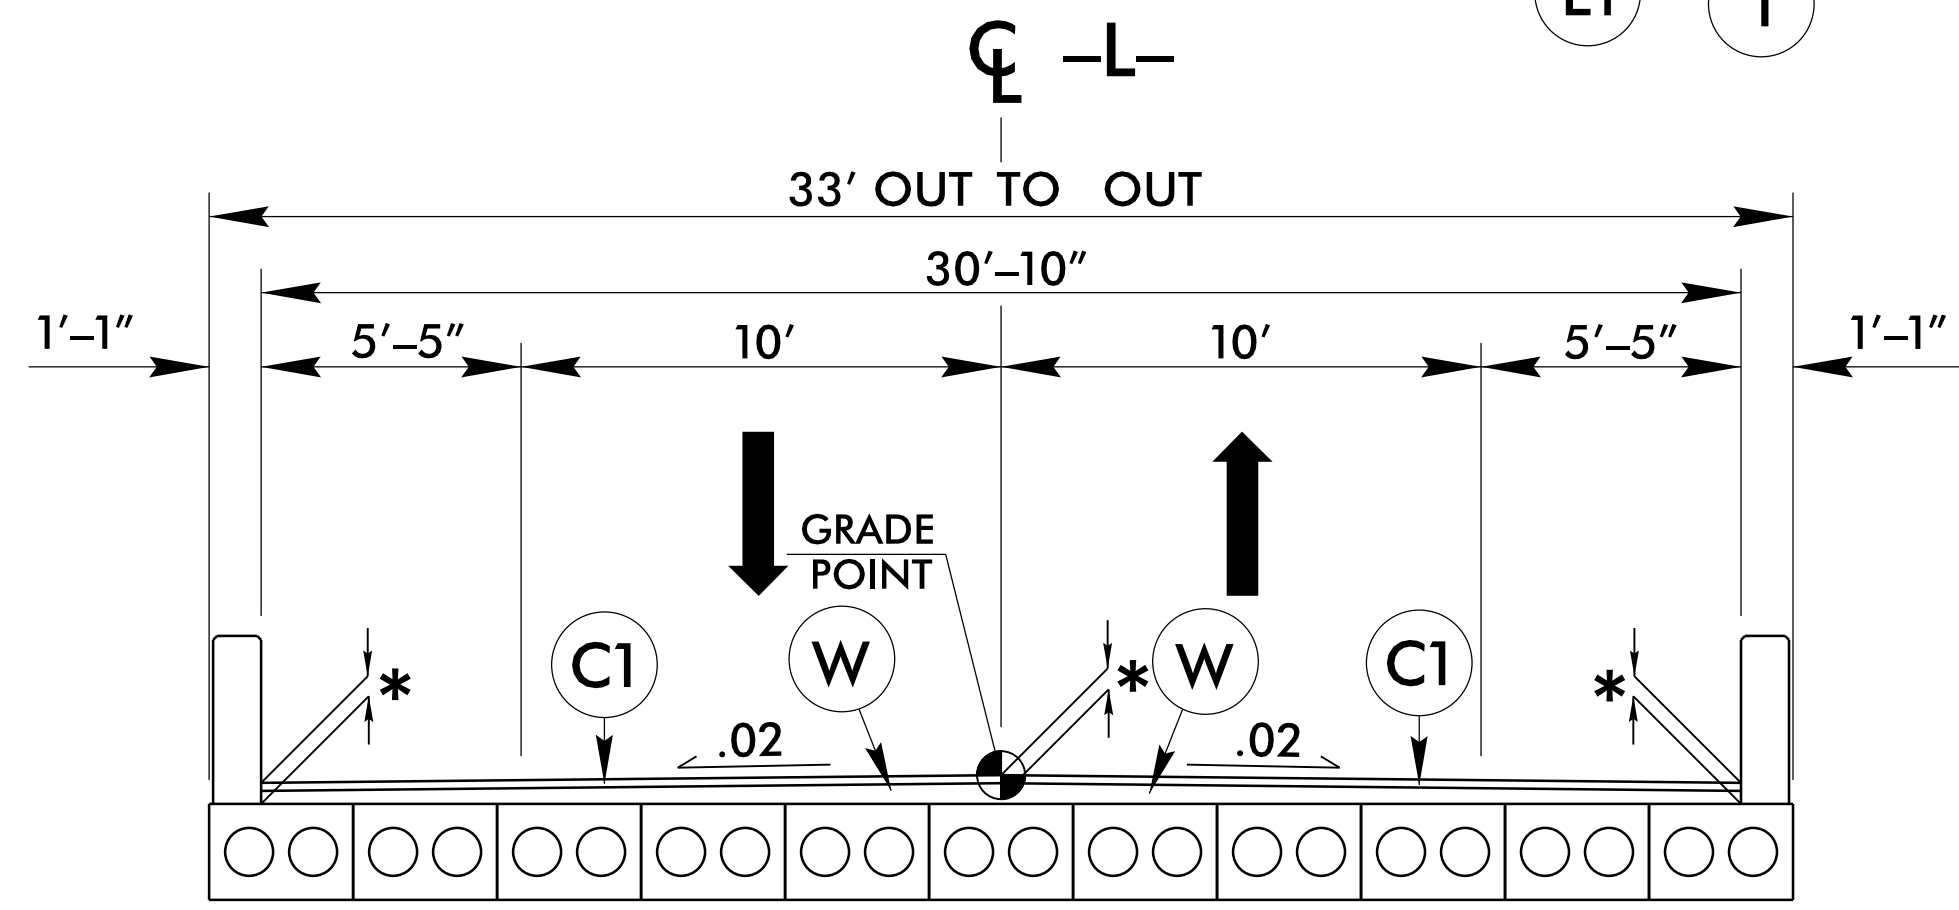 ℄ –L–
33' OUT TO OUT
30'–10"
1'–1" 5'–5" 10' 10' 5'–5" 1'–1"
GRADE
POINT
C1 W * * W C1 *
.02 .02